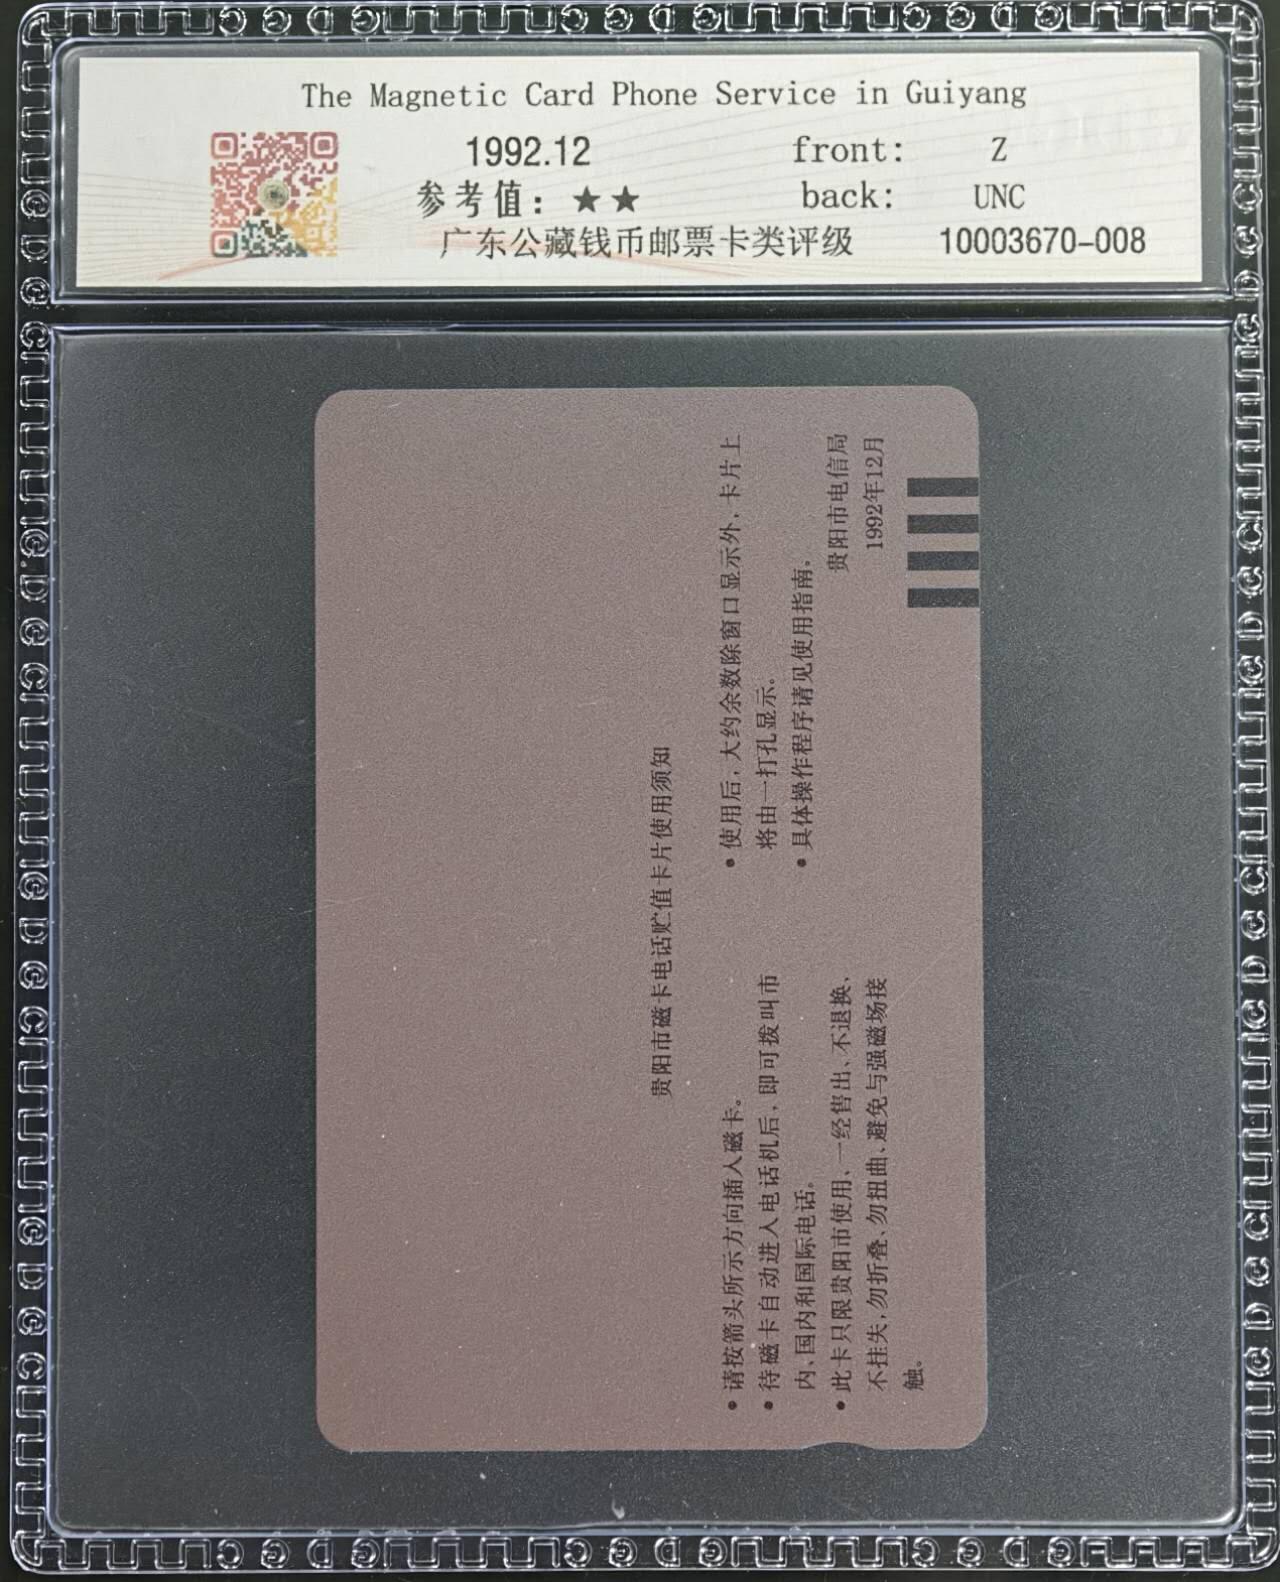 The Magnetic Card Phone Service in Guiyang
1992.12 front: Z
参考值：★★ back: UNC
广东公藏钱币邮票卡类评级 10003670-008
贵阳市磁卡电话贮值卡片使用须知
•请按箭头所示方向插入磁卡。
•待磁卡自动进入电话机后，即可拨叫市
内、国内和国际电话。
•此卡只限贵阳市使用、一经售出、不退换、
不挂失，勿折叠、勿扭曲、避免与强磁场接
触。
•使用后，大约余数除窗口显示外，卡片上
将由一打孔显示。
•具体操作程序请见使用指南。
贵阳市电信局
1992年12月